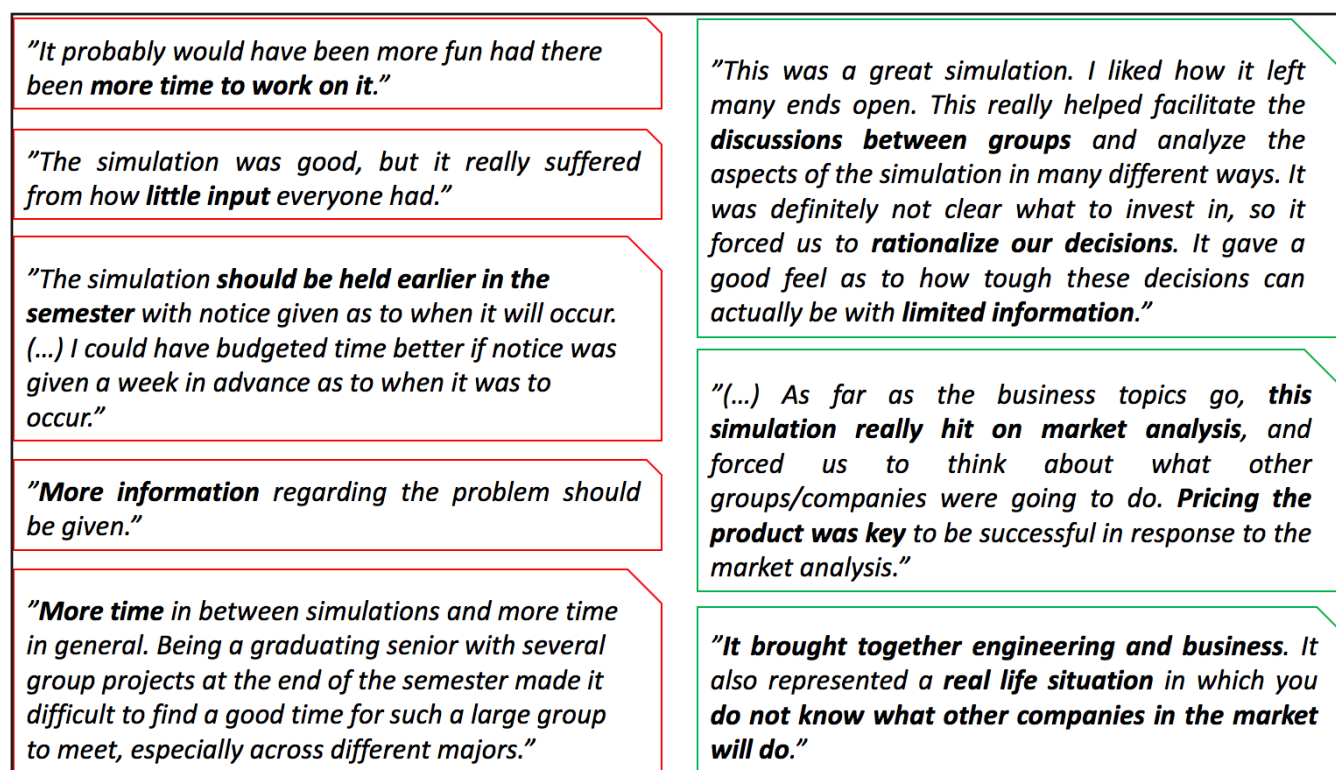 ”It probably would have been more fun had there
been more time to work on it.”
”The simulation was good, but it really suffered
from how little input everyone had.”
”The simulation should be held earlier in the
semester with notice given as to when it will occur.
(…) I could have budgeted time better if notice was
given a week in advance as to when it was to
occur.”
”More information regarding the problem should
be given.”
”More time in between simulations and more time
in general. Being a graduating senior with several
group projects at the end of the semester made it
difficult to find a good time for such a large group
to meet, especially across different majors.”
”This was a great simulation. I liked how it left
many ends open. This really helped facilitate the
discussions between groups and analyze the
aspects of the simulation in many different ways. It
was definitely not clear what to invest in, so it
forced us to rationalize our decisions. It gave a
good feel as to how tough these decisions can
actually be with limited information.”
”(…) As far as the business topics go, this
simulation really hit on market analysis, and
forced us to think about what other
groups/companies were going to do. Pricing the
product was key to be successful in response to the
market analysis.”
”It brought together engineering and business. It
also represented a real life situation in which you
do not know what other companies in the market
will do.”